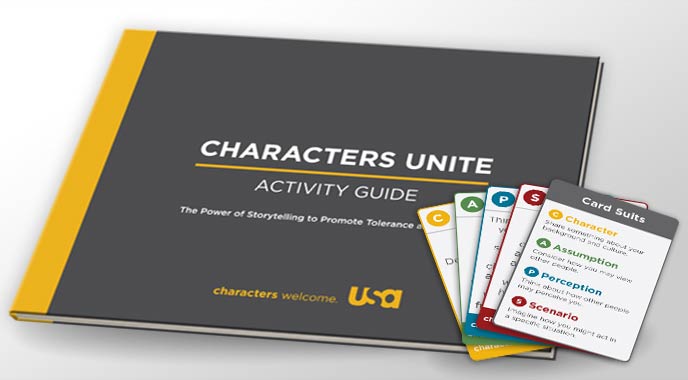 CHARACTERS UNITE
ACTIVITY GUIDE
The Power of Storytelling to Promote Tolerance
characters welcome. usa
C
A
P
S
Card Suits
C Character
Share something about your
background and culture.
A Assumption
Consider how you may view
other people.
P Perception
Think about how other people
may perceive you.
S Scenario
Imagine how you might act in
a specific situation.